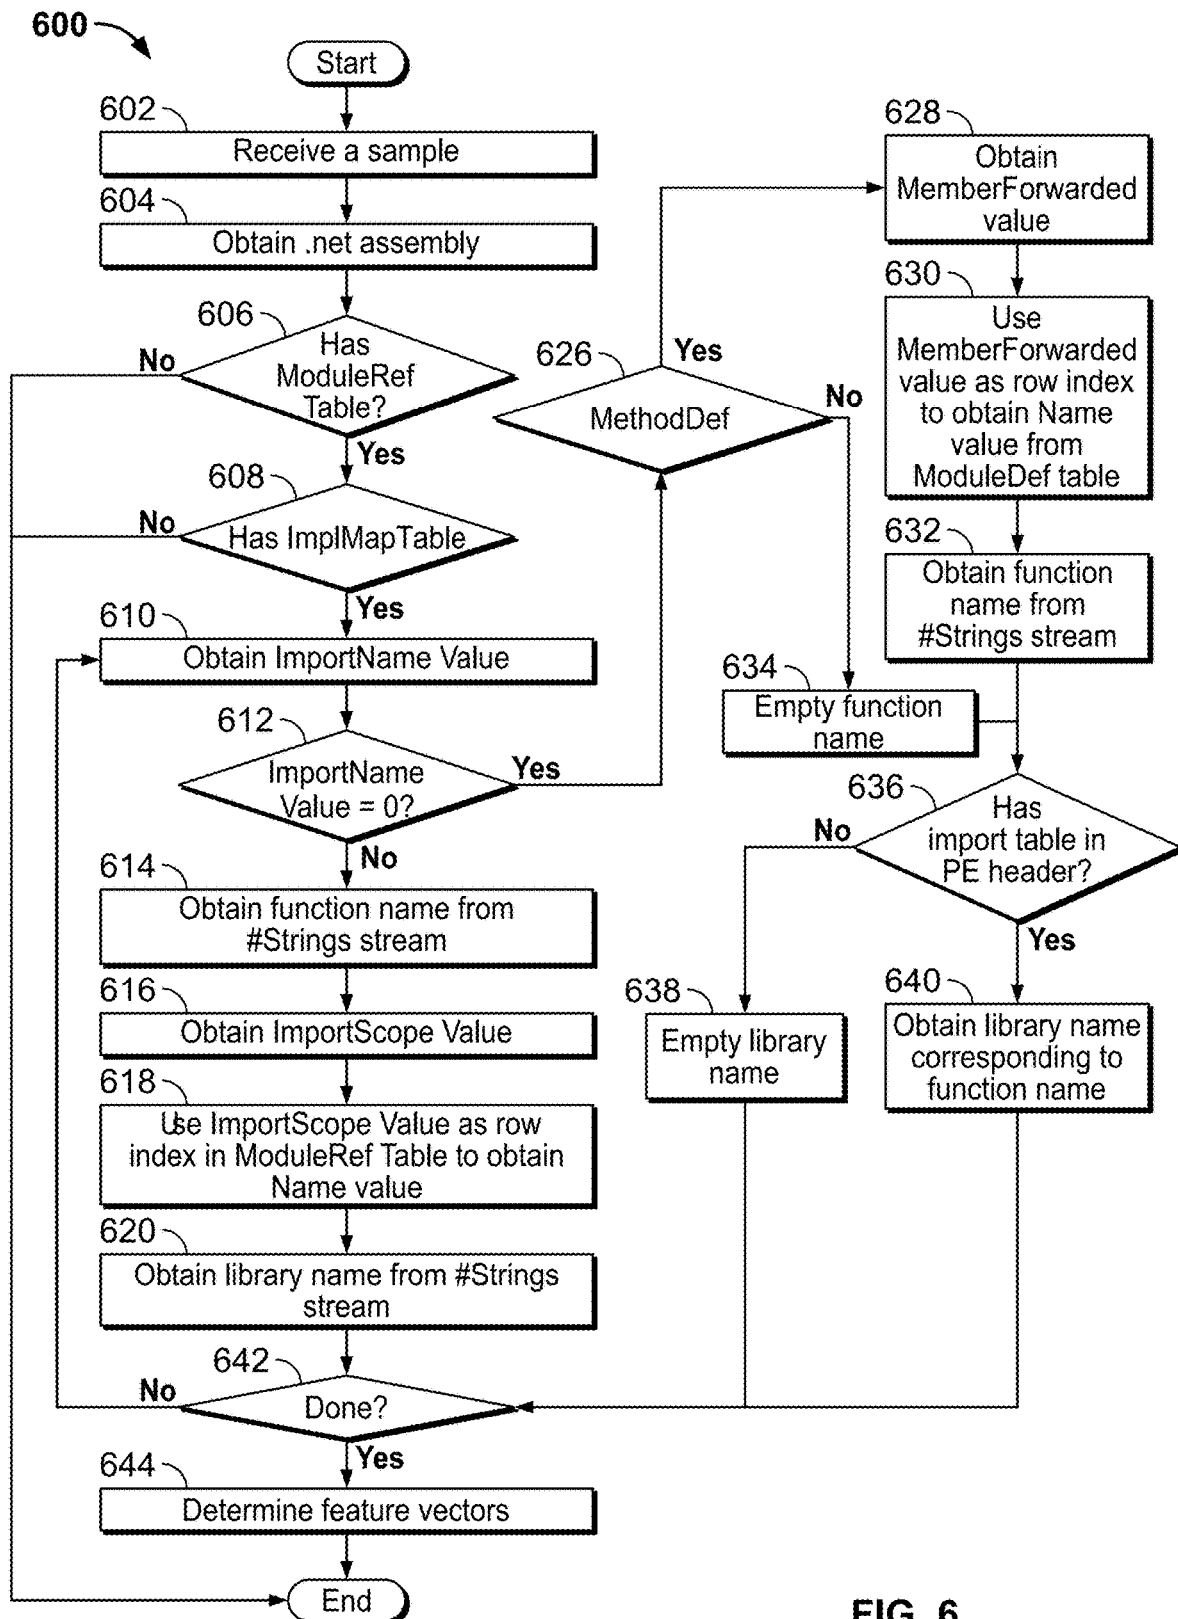 600
Start
602
Receive a sample
604
Obtain .net assembly
606
Has
ModuleRef
Table?
No
Yes
608
Has ImplMapTable
No
Yes
610
Obtain ImportName Value
612
ImportName
Value = 0?
Yes
No
614
Obtain function name from
#Strings stream
616
Obtain ImportScope Value
618
Use ImportScope Value as row
index in ModuleRef Table to obtain
Name value
620
Obtain library name from #Strings
stream
642
Done?
No
Yes
644
Determine feature vectors
End
626
MethodDef
Yes
No
628
Obtain
MemberForwarded
value
630
Use
MemberForwarded
value as row index
to obtain Name
value from
ModuleDef table
632
Obtain function
name from
#Strings stream
634
Empty function
name
636
Has
import table in
PE header?
No
Yes
638
Empty library
name
640
Obtain library name
corresponding to
function name
FIG. 6